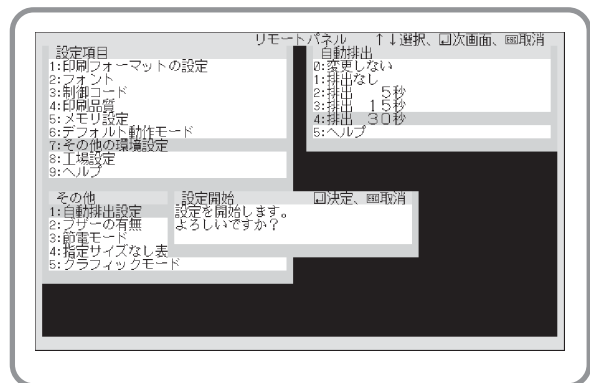 リモートパネル ↑↓選択、⏎次画面、ESC取消
設定項目
1:印刷フォーマットの設定
2:フォント
3:制御コード
4:印刷品質
5:メモリ設定
6:デフォルト動作モード
7:その他の環境設定
8:工場設定
9:ヘルプ
自動排出
0:変更しない
1:排出なし
2:排出 5秒
3:排出 15秒
4:排出 30秒
5:ヘルプ
その他
1:自動排出設定
2:ブザーの有無
3:節電モード
4:指定サイズなし表
5:グラフィックモード
設定開始 ⏎決定、ESC取消
設定を開始します。
よろしいですか?